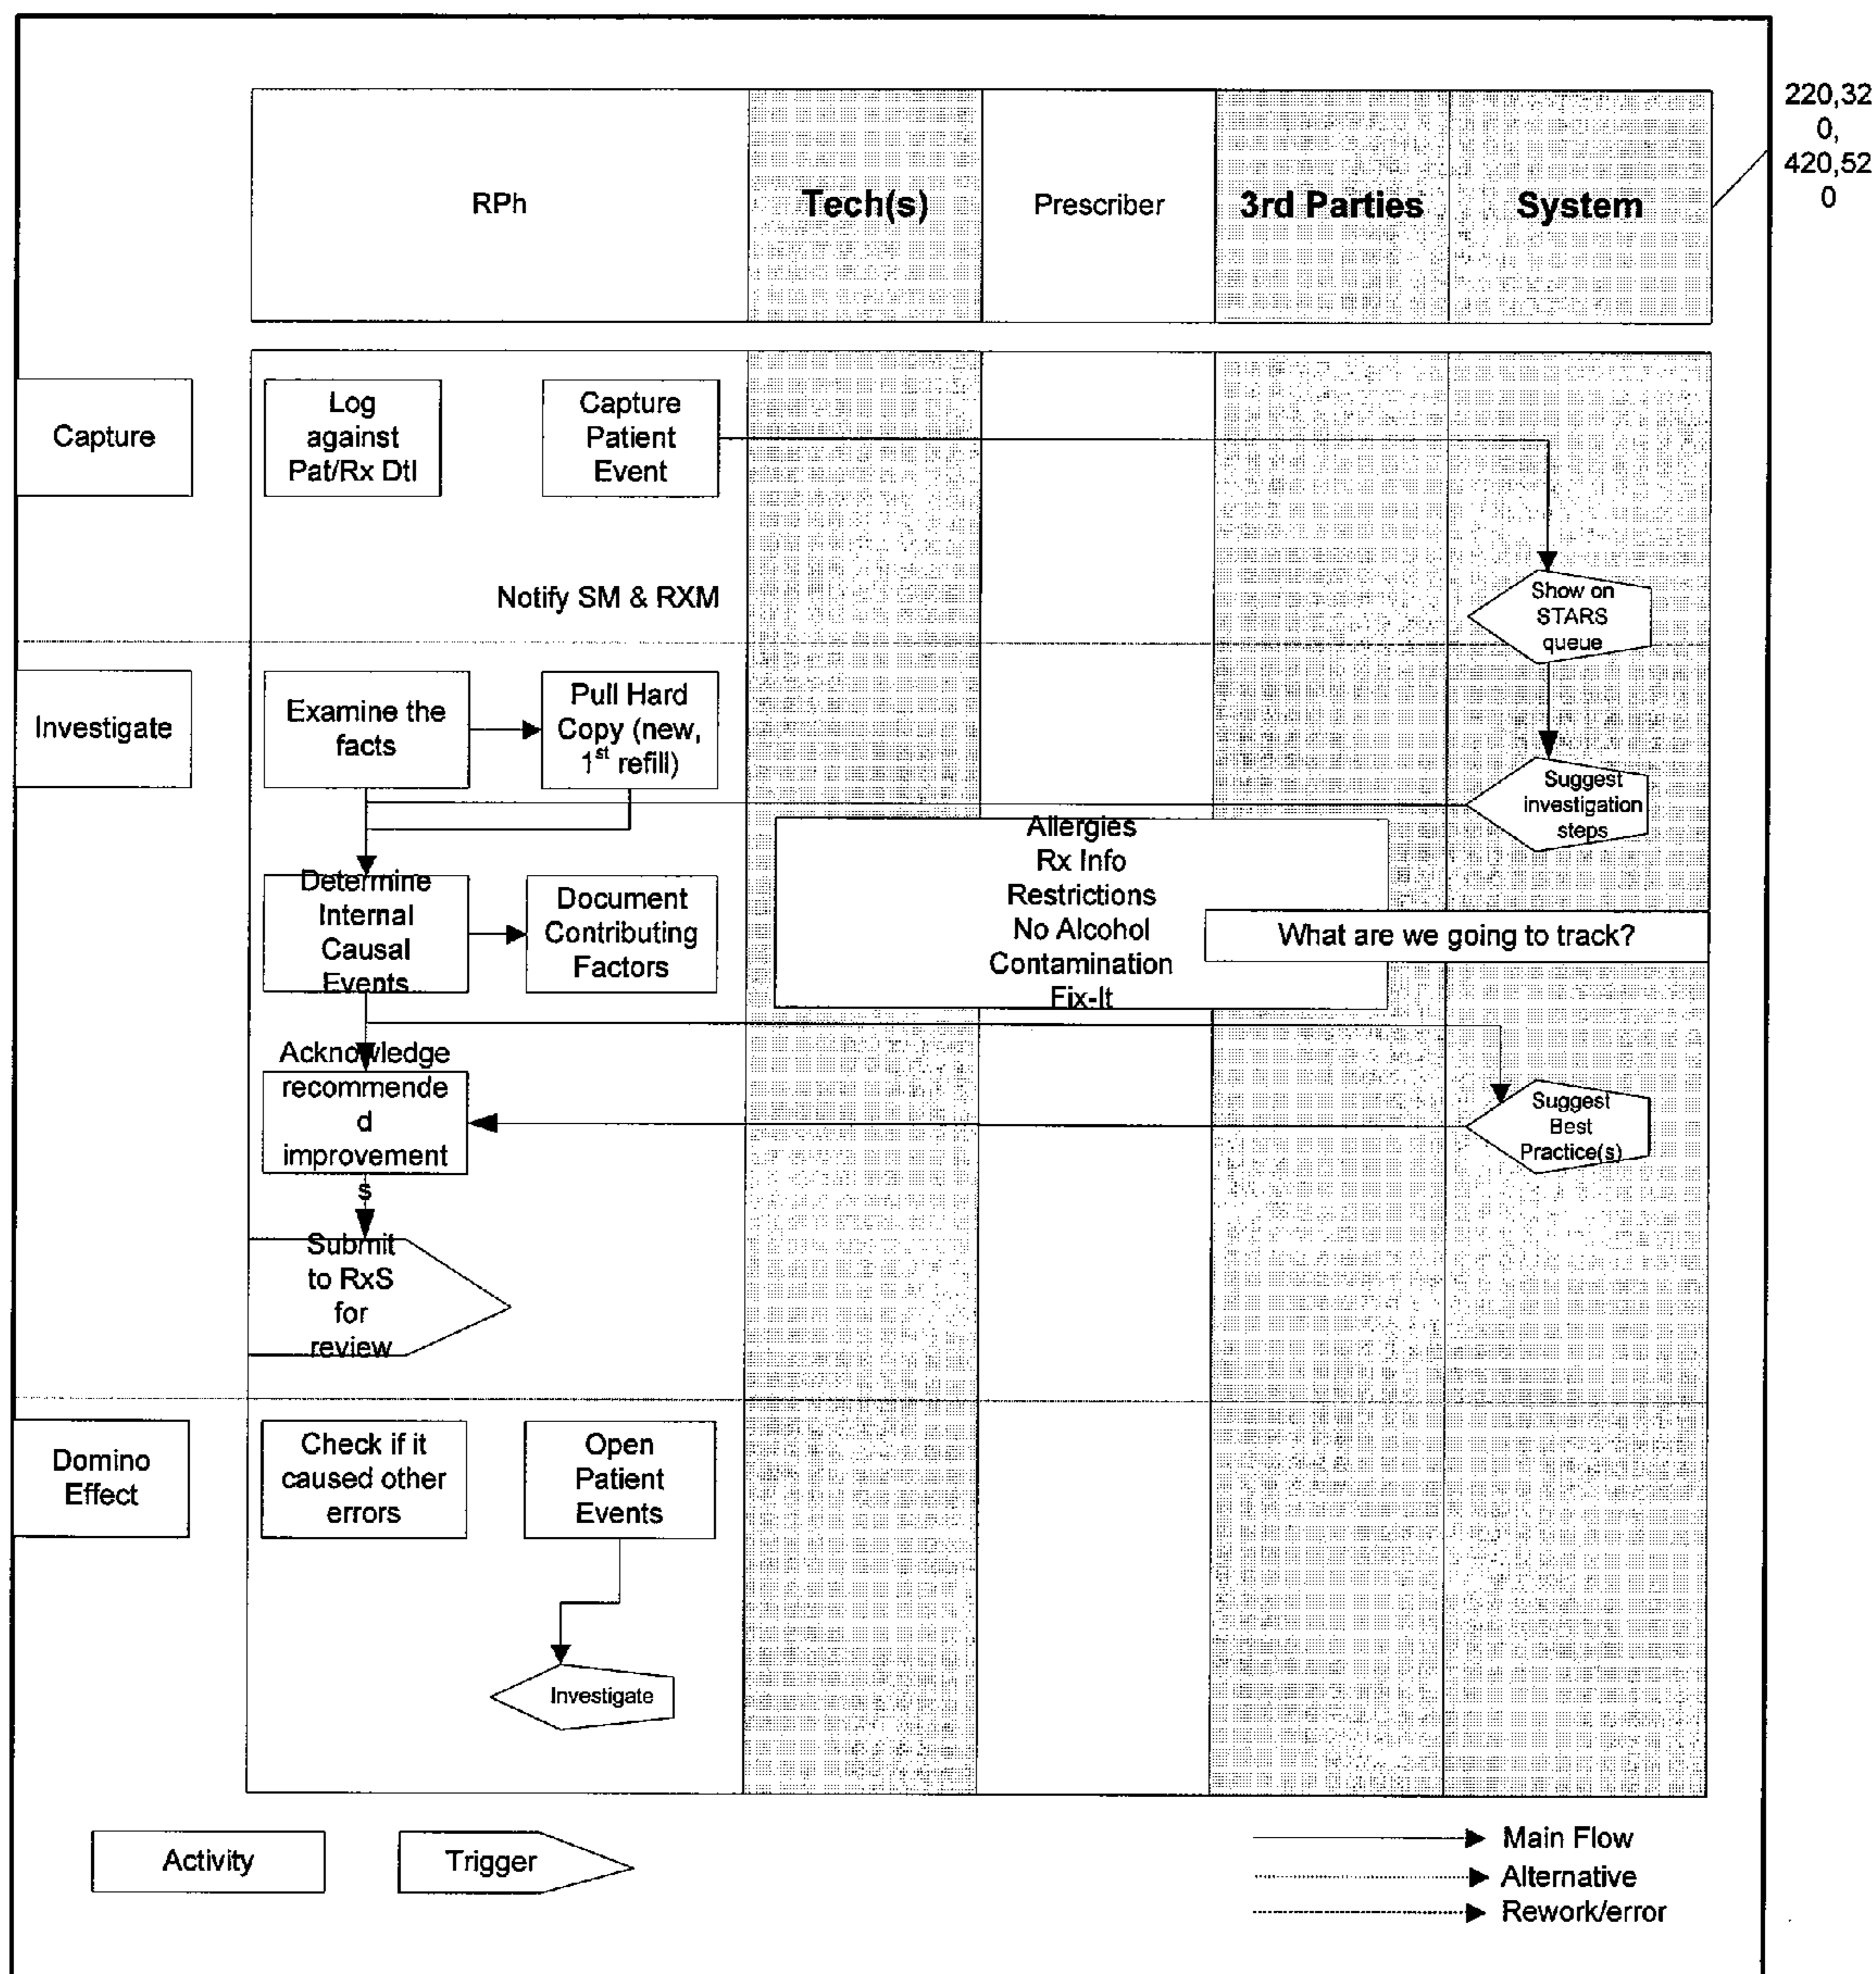 220,32
0,
420,52
0
RPh
Tech(s)
Prescriber
3rd Parties
System
Capture
Log
against
Pat/Rx Dtl
Capture
Patient
Event
Notify SM & RXM
Show on
STARS
queue
Investigate
Examine the
facts
Pull Hard
Copy (new,
1st refill)
Suggest
investigation
steps
Allergies
Rx Info
Restrictions
No Alcohol
Contamination
Fix-It
What are we going to track?
Determine
Internal
Causal
Events
Document
Contributing
Factors
Acknowledge
recommende
d
improvement
s
Suggest
Best
Practice(s)
Submit
to RxS
for
review
Domino
Effect
Check if it
caused other
errors
Open
Patient
Events
Investigate
Activity
Trigger
Main Flow
Alternative
Rework/error